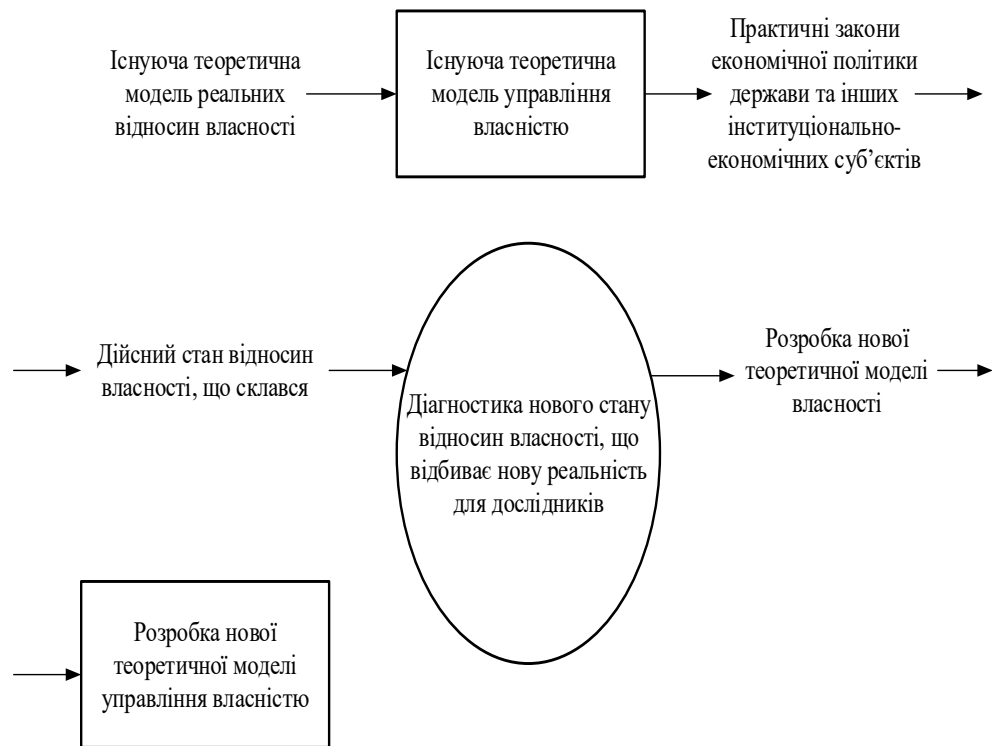 Існуюча теоретична
модель реальних
відносин власності
Існуюча теоретична
модель управління
власністю
Практичні закони
економічної політики
держави та інших
інституціонально-
економічних суб’єктів
Дійсний стан відносин
власності, що склався
Діагностика нового стану
відносин власності, що
відбиває нову реальність
для дослідників
Розробка нової
теоретичної моделі
власності
Розробка нової
теоретичної моделі
управління власністю